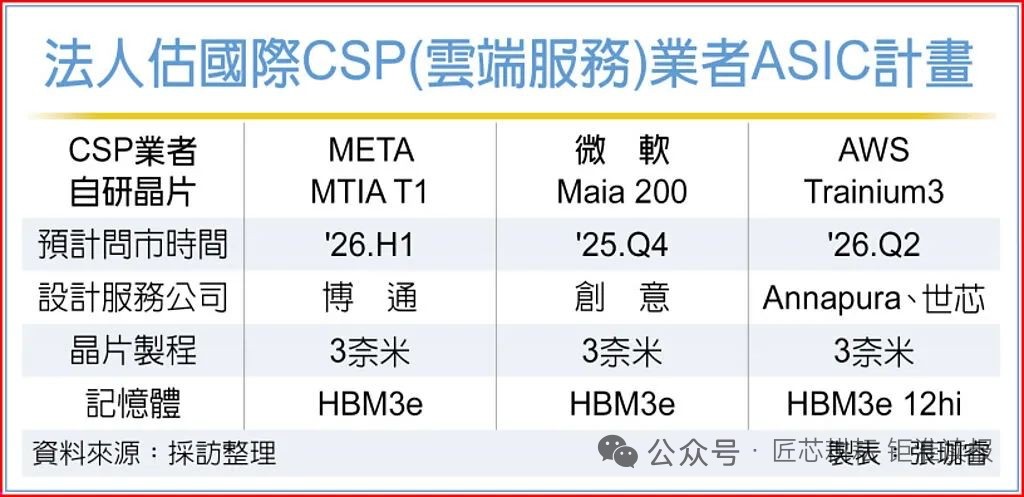 法人估國際CSP(雲端服務)業者ASIC計畫
CSP業者 META 微 軟 AWS
自研晶片 MTIA T1 Maia 200 Trainium3
預計問市時間 '26.H1 '25.Q4 '26.Q2
設計服務公司 博 通 創 意 Annapura、世芯
晶片製程 3奈米 3奈米 3奈米
記憶體 HBM3e HBM3e HBM3e 12hi
資料來源：採訪整理 製表：張珈睿
公众号 · 匠芯